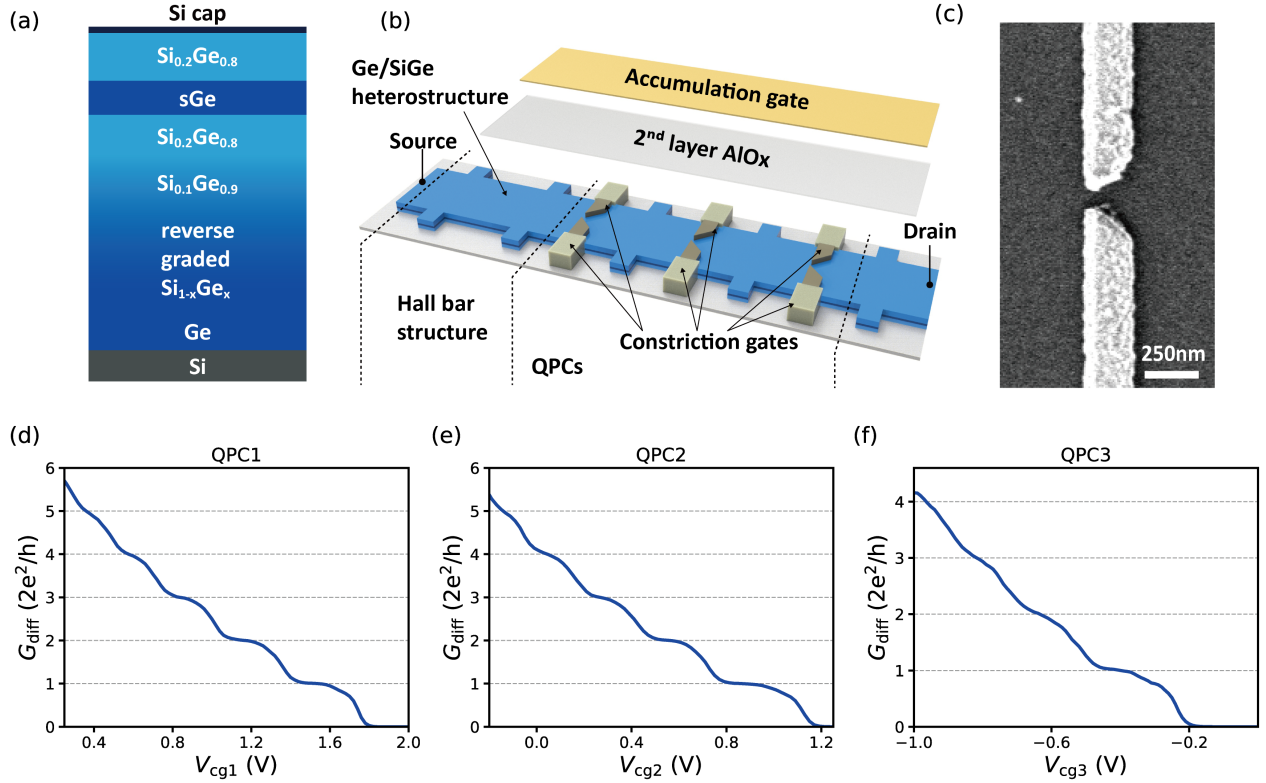 (a)
Si cap
Si0.2Ge0.8
sGe
Si0.2Ge0.8
Si0.1Ge0.9
reverse
graded
Si1-xGex
Ge
Si
(b)
Ge/SiGe
heterostructure
Source
Accumulation gate
2nd layer AlOx
Drain
Hall bar
structure
QPCs
Constriction gates
(c)
250nm
(d)
QPC1
Gdiff (2e2/h)
6
5
4
3
2
1
0
0.4 0.8 1.2 1.6 2.0
Vcg1 (V)
(e)
QPC2
Gdiff (2e2/h)
6
5
4
3
2
1
0
0.0 0.4 0.8 1.2
Vcg2 (V)
(f)
QPC3
Gdiff (2e2/h)
4
3
2
1
0
−1.0 −0.6 −0.2
Vcg3 (V)